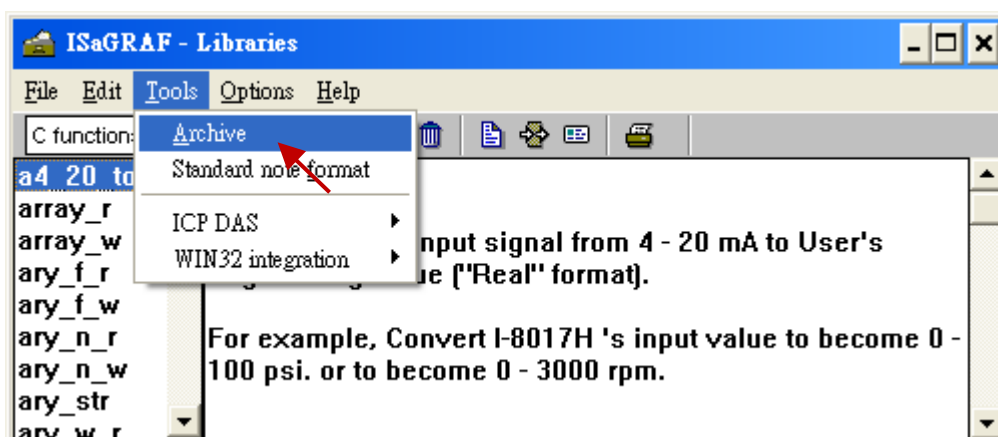 ISaGRAF - Libraries
File Edit Tools Options Help
C function
Archive
Standard note format
ICP DAS
WIN32 integration
a4_20_to
array_r
array_w
ary_f_r
ary_f_w
ary_n_r
ary_n_w
ary_str
ary_w_r
nput signal from 4 - 20 mA to User's
ue ("Real" format).
For example, Convert I-8017H 's input value to become 0 -
100 psi. or to become 0 - 3000 rpm.